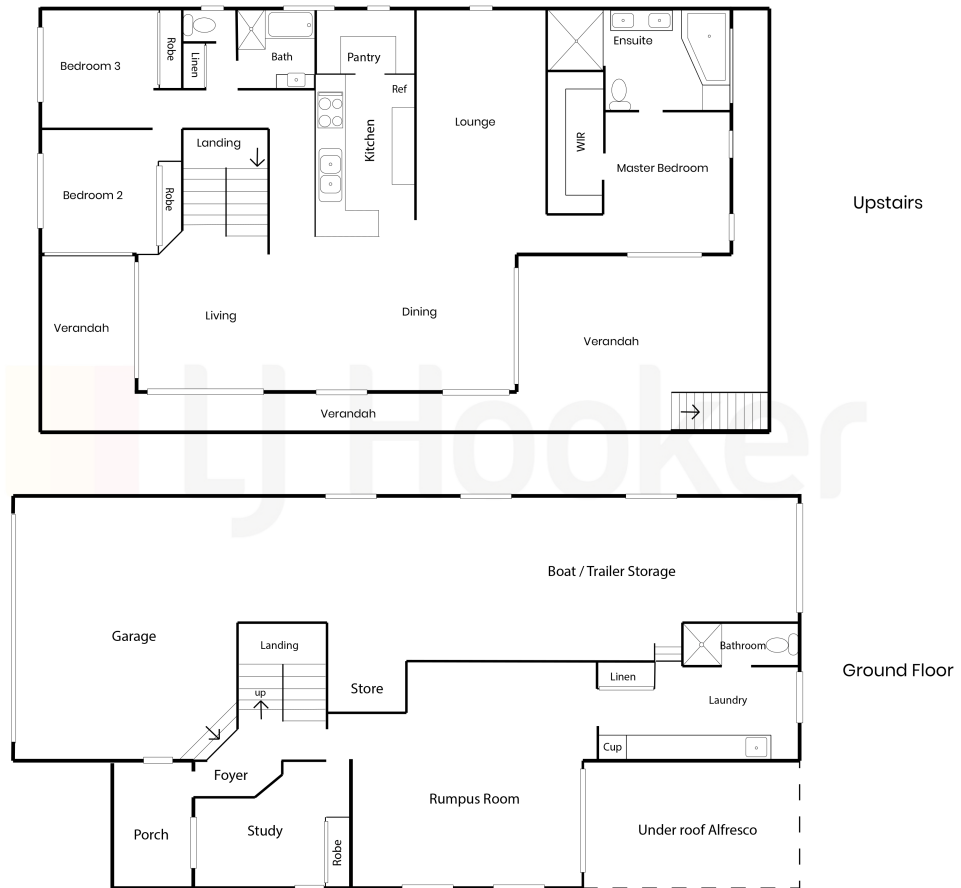 Bedroom 3
Robe
Linen
Bath
Pantry
Ref
Kitchen
Lounge
Ensuite
WIR
Master Bedroom
Landing
Bedroom 2
Robe
Upstairs
Living
Dining
Verandah
Verandah
Verandah
LJ Hooker
Boat / Trailer Storage
Garage
Landing
up
Store
Linen
Bathroom
Laundry
Ground Floor
Cup
Foyer
Rumpus Room
Porch
Study
Robe
Under roof Alfresco